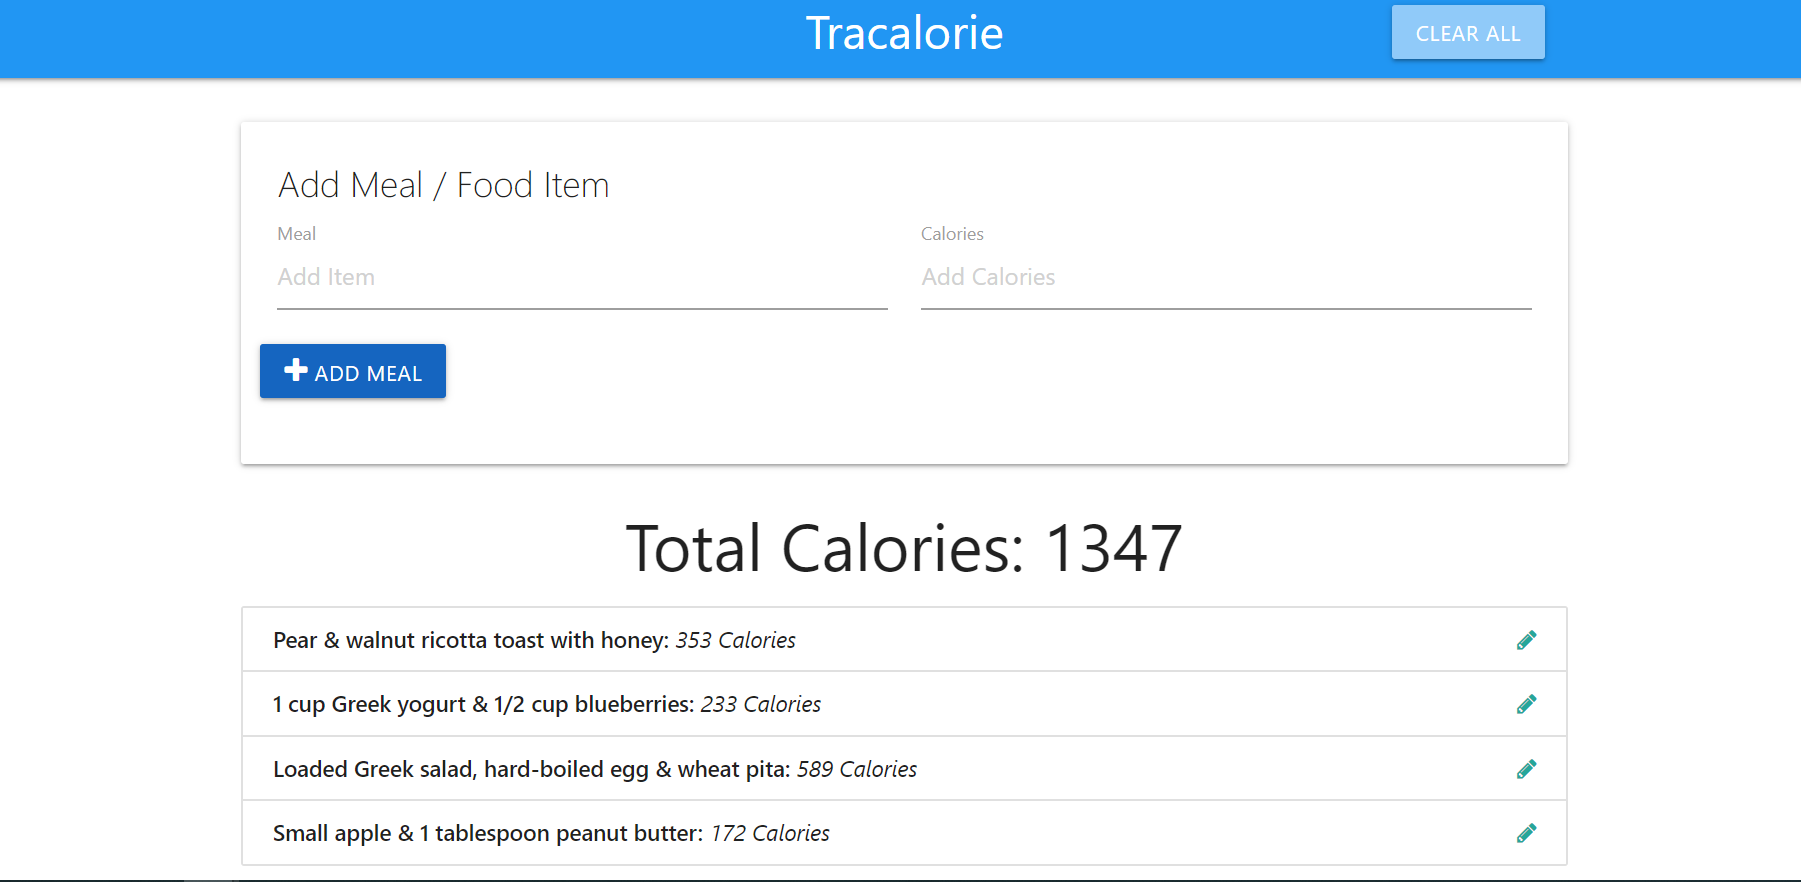 Tracalorie
CLEAR ALL
Add Meal / Food Item
Meal
Calories
Add Item
Add Calories
ADD MEAL
Total Calories: 1347
Pear & walnut ricotta toast with honey: 353 Calories
1 cup Greek yogurt & 1/2 cup blueberries: 233 Calories
Loaded Greek salad, hard-boiled egg & wheat pita: 589 Calories
Small apple & 1 tablespoon peanut butter: 172 Calories